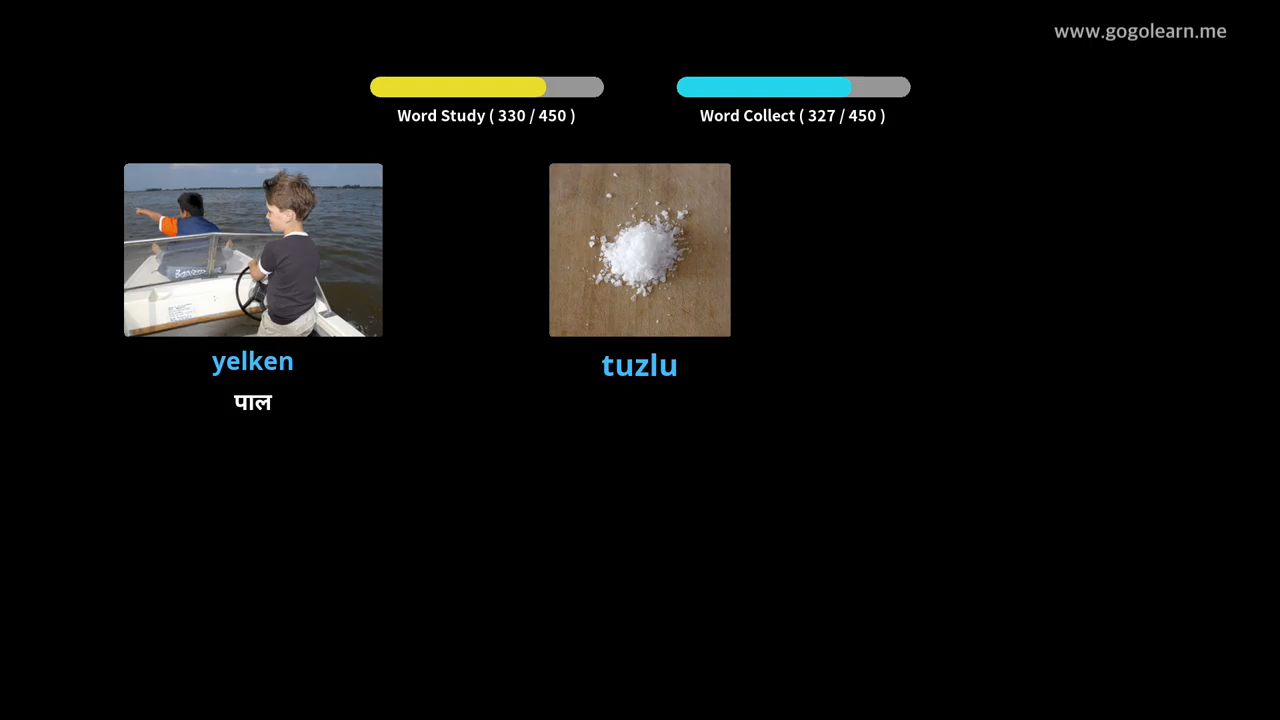 www.gogolearn.me
Word Study ( 330 / 450 )
Word Collect ( 327 / 450 )
yelken
पाल
tuzlu